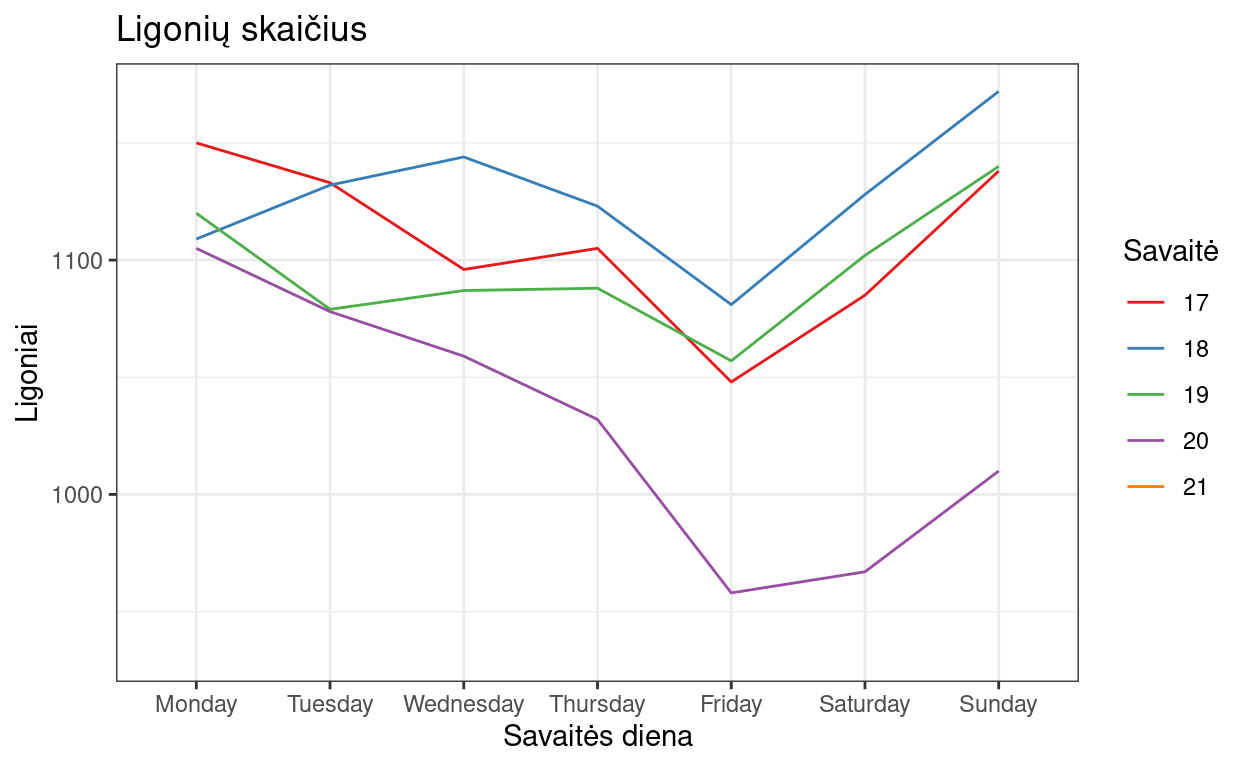 Ligonių skaičius
Ligoniai
1100
1000
Monday Tuesday Wednesday Thursday Friday Saturday Sunday
Savaitės diena
Savaitė
17
18
19
20
21